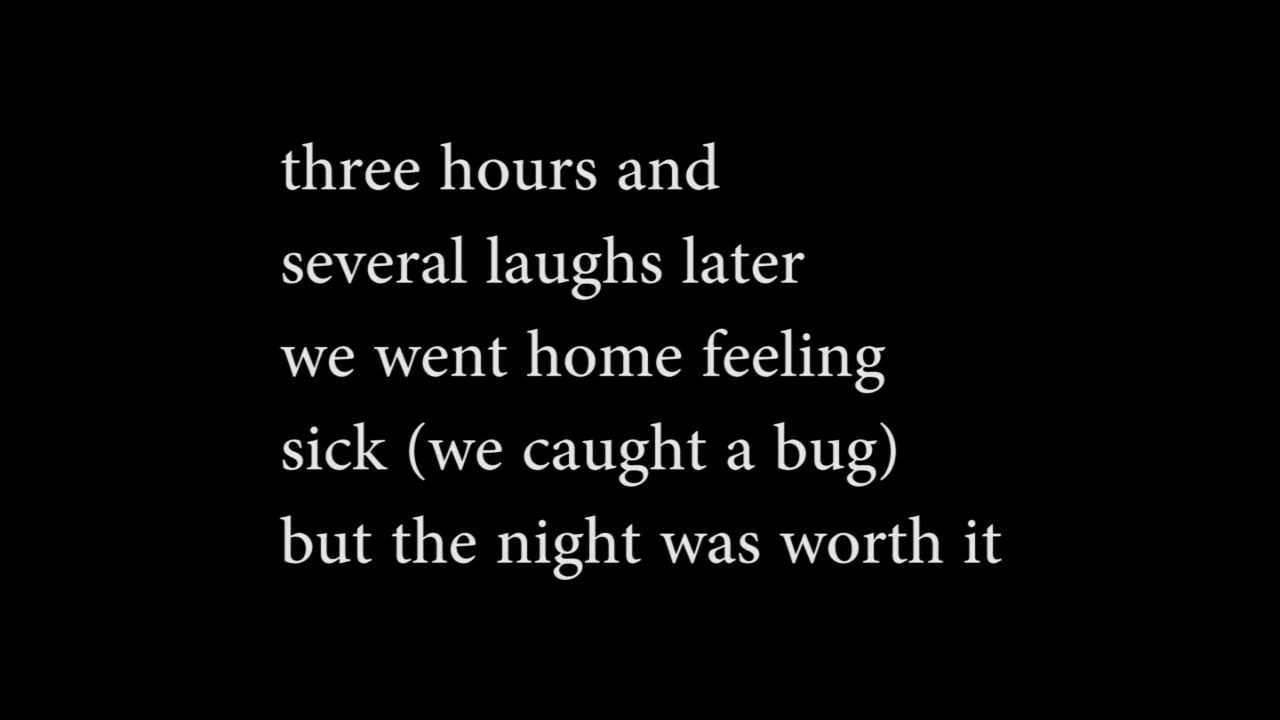 three hours and
several laughs later
we went home feeling
sick (we caught a bug)
but the night was worth it